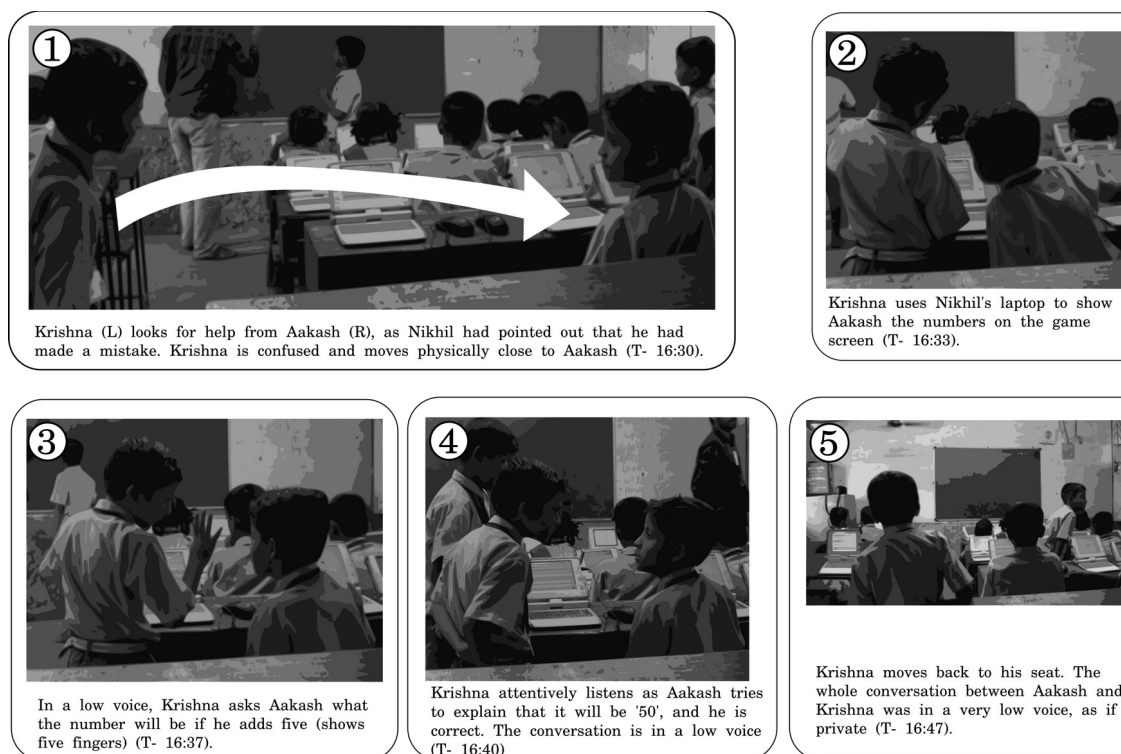 1
Krishna (L) looks for help from Aakash (R), as Nikhil had pointed out that he had
made a mistake. Krishna is confused and moves physically close to Aakash (T- 16:30).
2
Krishna uses Nikhil's laptop to show
Aakash the numbers on the game
screen (T- 16:33).
3
In a low voice, Krishna asks Aakash what
the number will be if he adds five (shows
five fingers) (T- 16:37).
4
Krishna attentively listens as Aakash tries
to explain that it will be '50', and he is
correct. The conversation is in a low voice
(T- 16:40)
5
Krishna moves back to his seat. The
whole conversation between Aakash and
Krishna was in a very low voice, as if
private (T- 16:47).